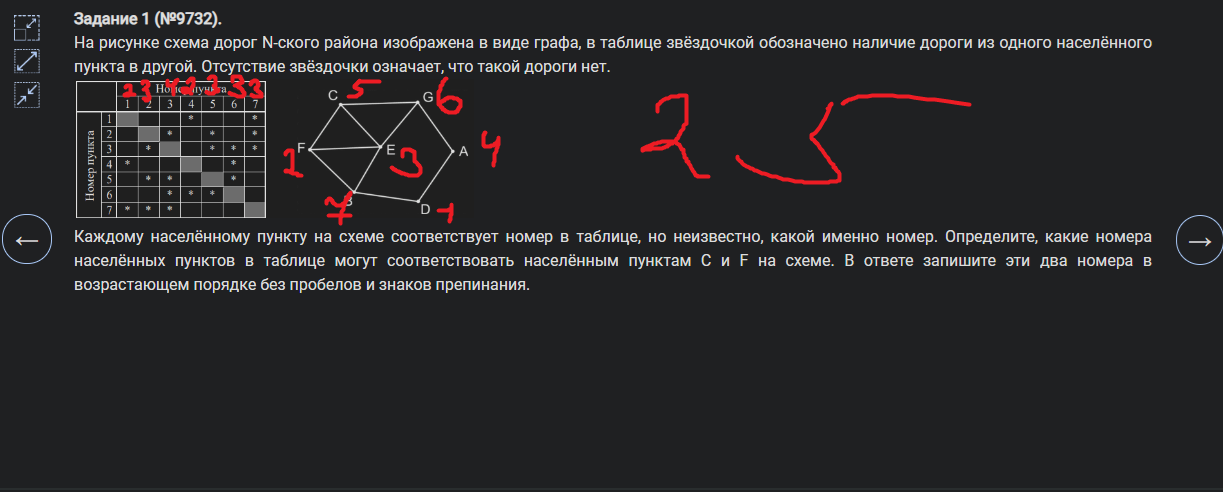 Задание 1 (№9732).
На рисунке схема дорог N-ского района изображена в виде графа, в таблице звёздочкой обозначено наличие дороги из одного населённого
пункта в другой. Отсутствие звёздочки означает, что такой дороги нет.
2 3 4 2 3 3 3
Номер пункта
1 2 3 4 5 6 7
Номер пункта
1 * *
2 * * *
3 * * * *
4 * *
5 * * *
6 * * *
7 * * *
C 5 G 6
F 2 E 3 A 4
7 B D 1
2 5
Каждому населённому пункту на схеме соответствует номер в таблице, но неизвестно, какой именно номер. Определите, какие номера
населённых пунктов в таблице могут соответствовать населённым пунктам C и F на схеме. В ответе запишите эти два номера в
возрастающем порядке без пробелов и знаков препинания.